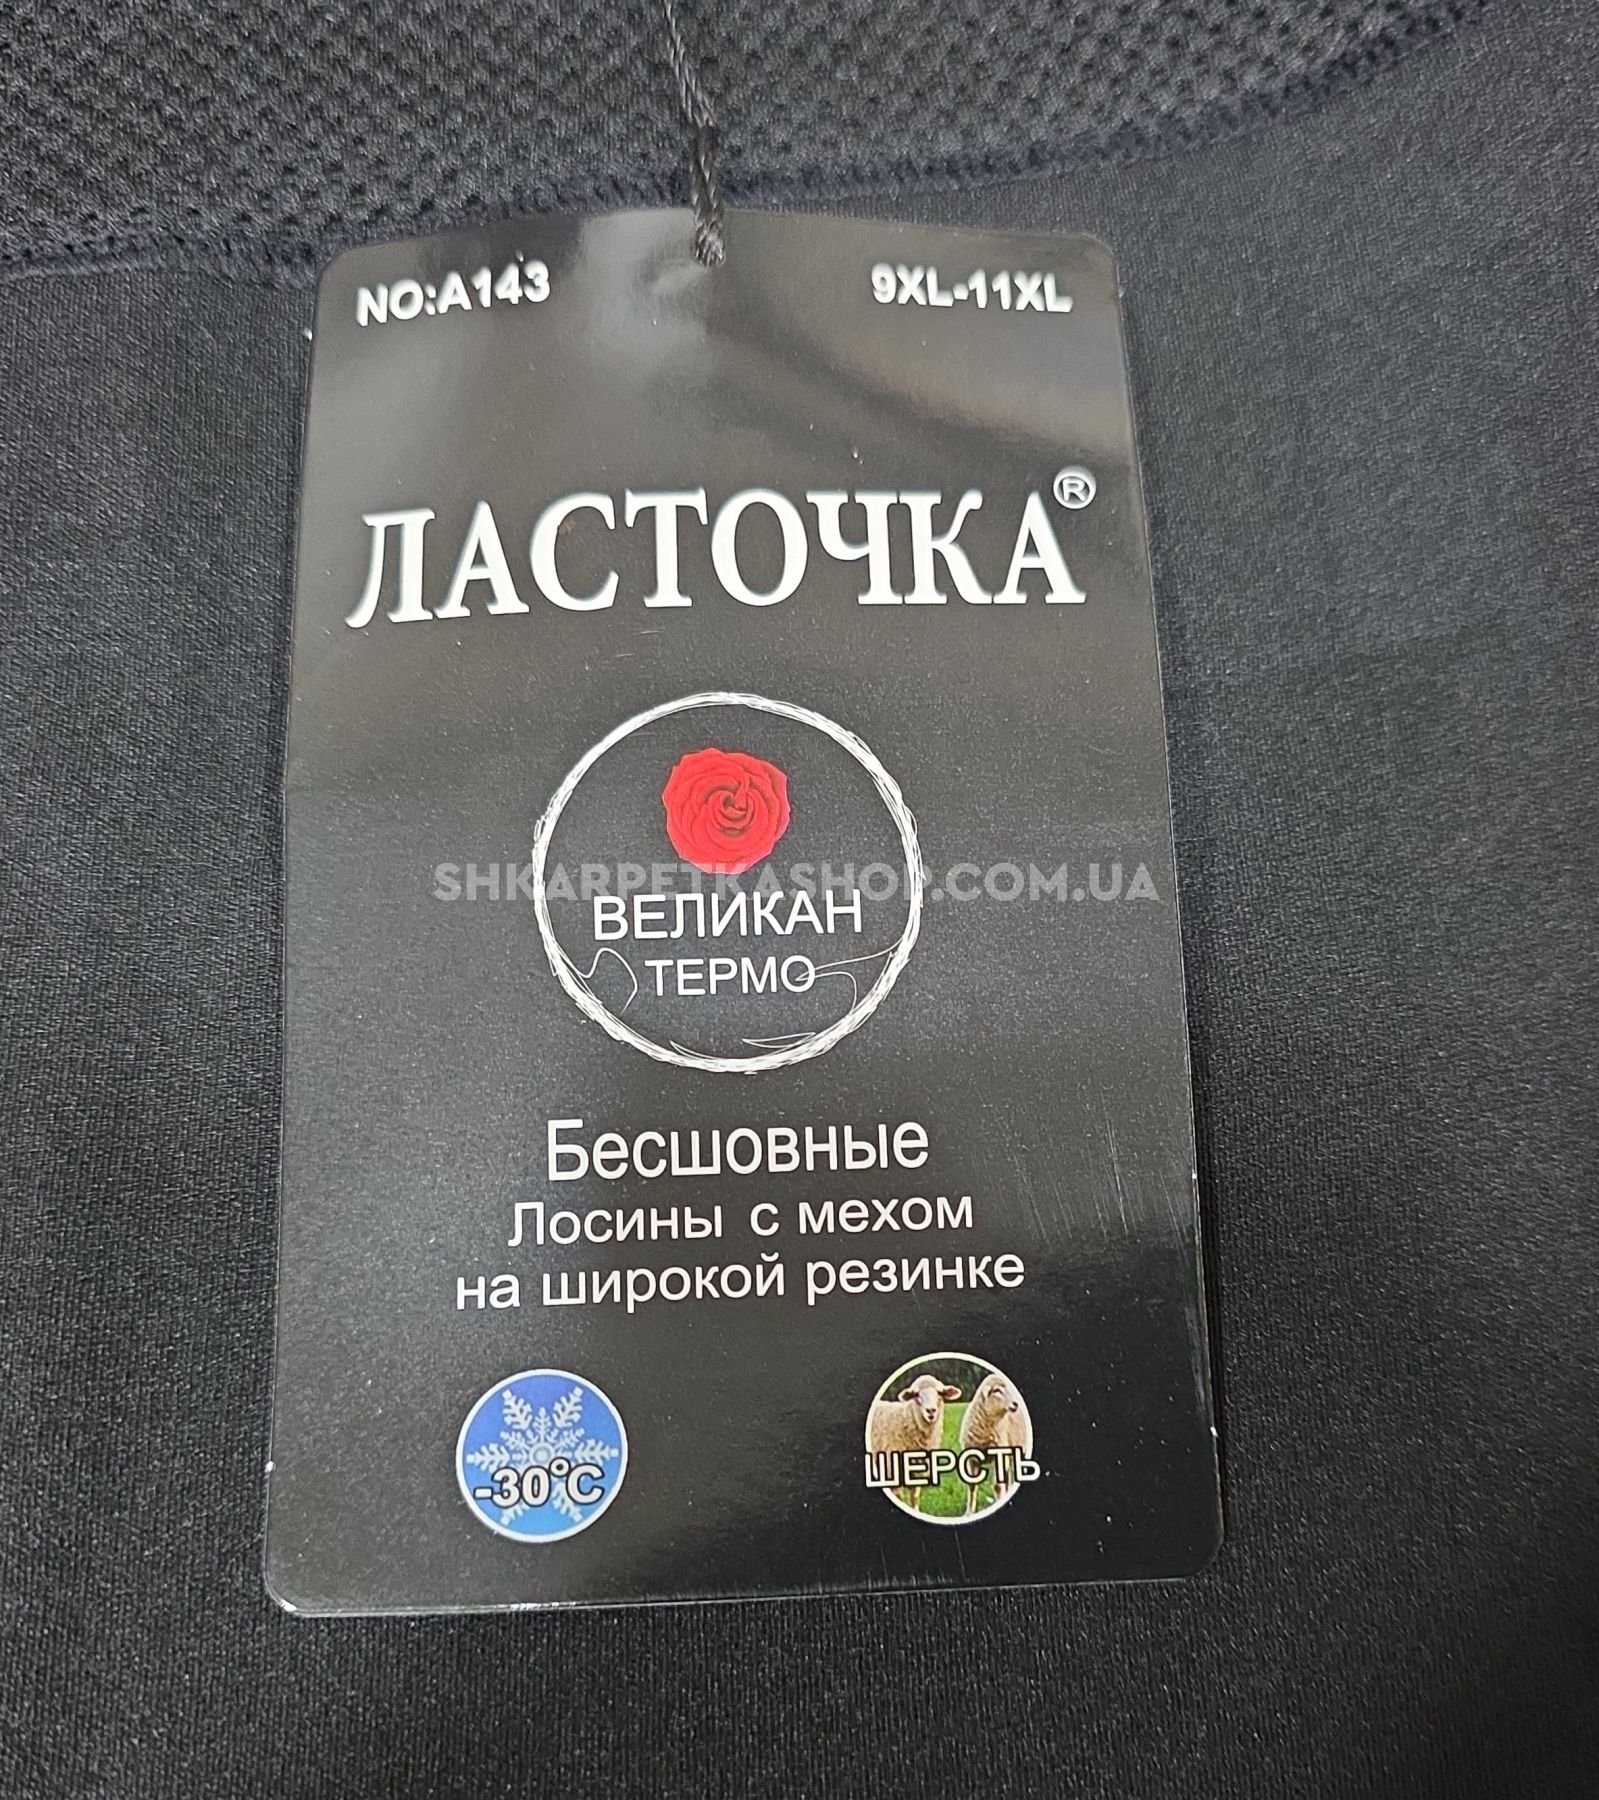 NO:A143
9XL-11XL
ЛАСТОЧКА®
SHKARPETKASHOP.COM.UA
ВЕЛИКАН
ТЕРМО
Бесшовные
Лосины с мехом
на широкой резинке
-30°C
ШЕРСТЬ